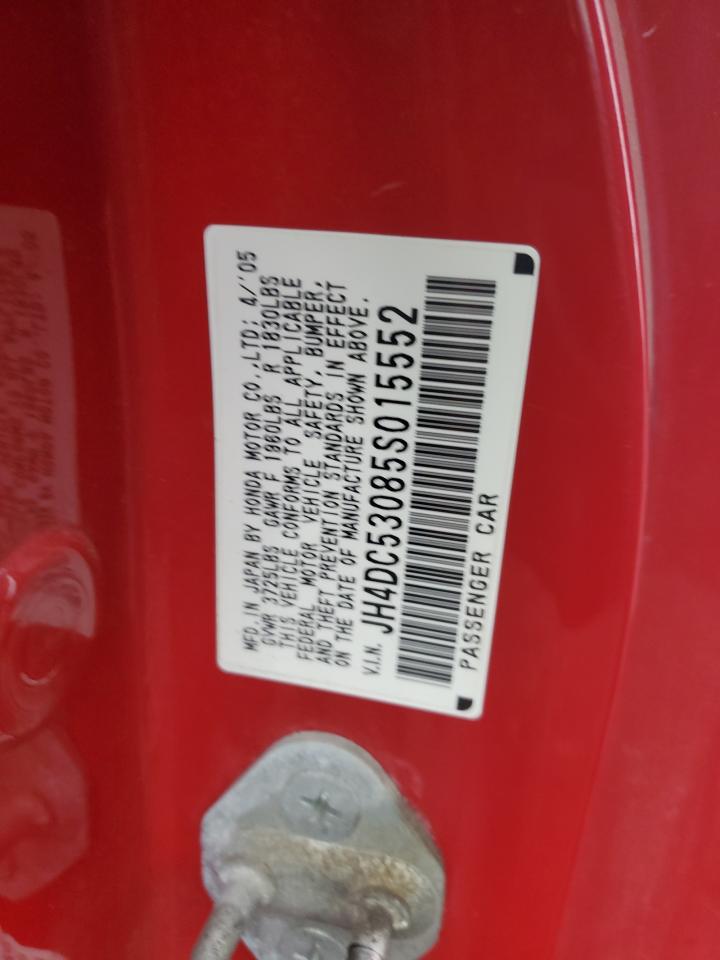 MFD. IN JAPAN BY HONDA MOTOR CO.,LTD: 4/'05
GVWR 3725LBS GAWR F 1960LBS R 1830LBS
THIS VEHICLE CONFORMS TO ALL APPLICABLE
FEDERAL MOTOR VEHICLE SAFETY, BUMPER,
AND THEFT PREVENTION STANDARDS IN EFFECT
ON THE DATE OF MANUFACTURE SHOWN ABOVE.
V.I.N. JH4DC53085S015552
PASSENGER CAR